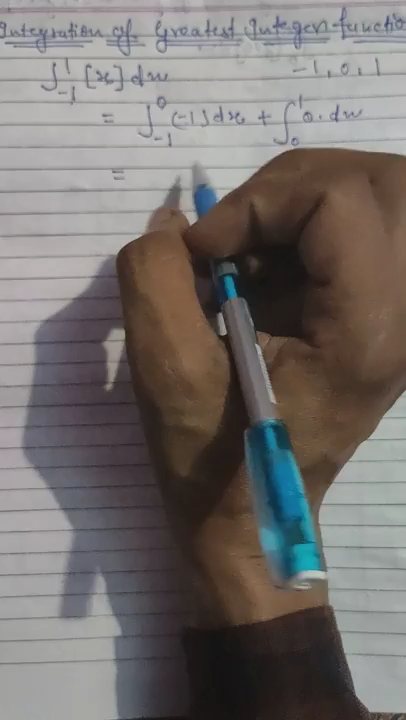 Integration of Greatest Integer function
∫₋₁¹ [x] dx -1, 0, 1
= ∫₋₁⁰ (-1) dx + ∫₀¹ 0. dx
=